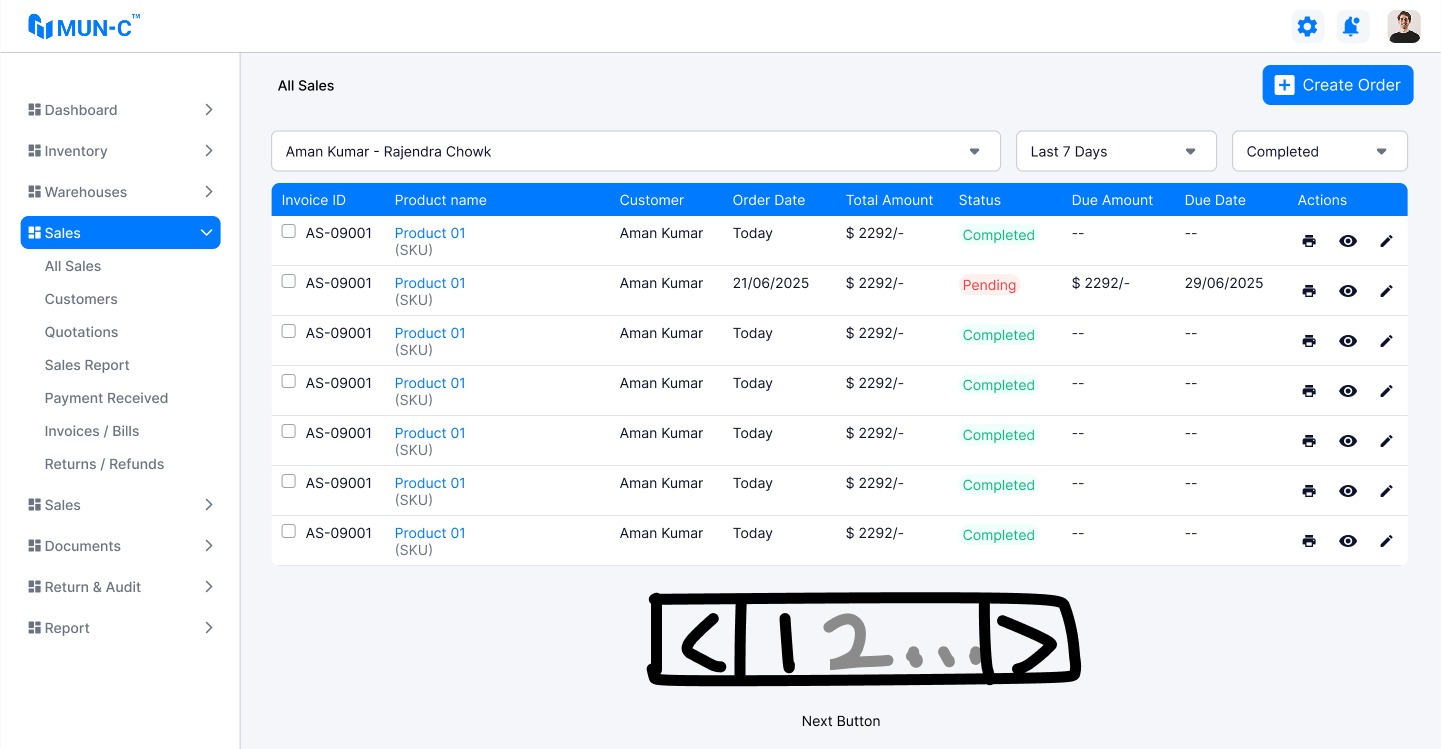 MUN-C™
Dashboard
Inventory
Warehouses
Sales
All Sales
Customers
Quotations
Sales Report
Payment Received
Invoices / Bills
Returns / Refunds
Sales
Documents
Return & Audit
Report
All Sales
Create Order
Aman Kumar - Rajendra Chowk Last 7 Days Completed
Invoice ID Product name Customer Order Date Total Amount Status Due Amount Due Date Actions
AS-09001 Product 01 Aman Kumar Today $ 2292/- Completed -- --
(SKU)
AS-09001 Product 01 Aman Kumar 21/06/2025 $ 2292/- Pending $ 2292/- 29/06/2025
(SKU)
AS-09001 Product 01 Aman Kumar Today $ 2292/- Completed -- --
(SKU)
AS-09001 Product 01 Aman Kumar Today $ 2292/- Completed -- --
(SKU)
AS-09001 Product 01 Aman Kumar Today $ 2292/- Completed -- --
(SKU)
AS-09001 Product 01 Aman Kumar Today $ 2292/- Completed -- --
(SKU)
AS-09001 Product 01 Aman Kumar Today $ 2292/- Completed -- --
(SKU)
< 1 2 ... >
Next Button